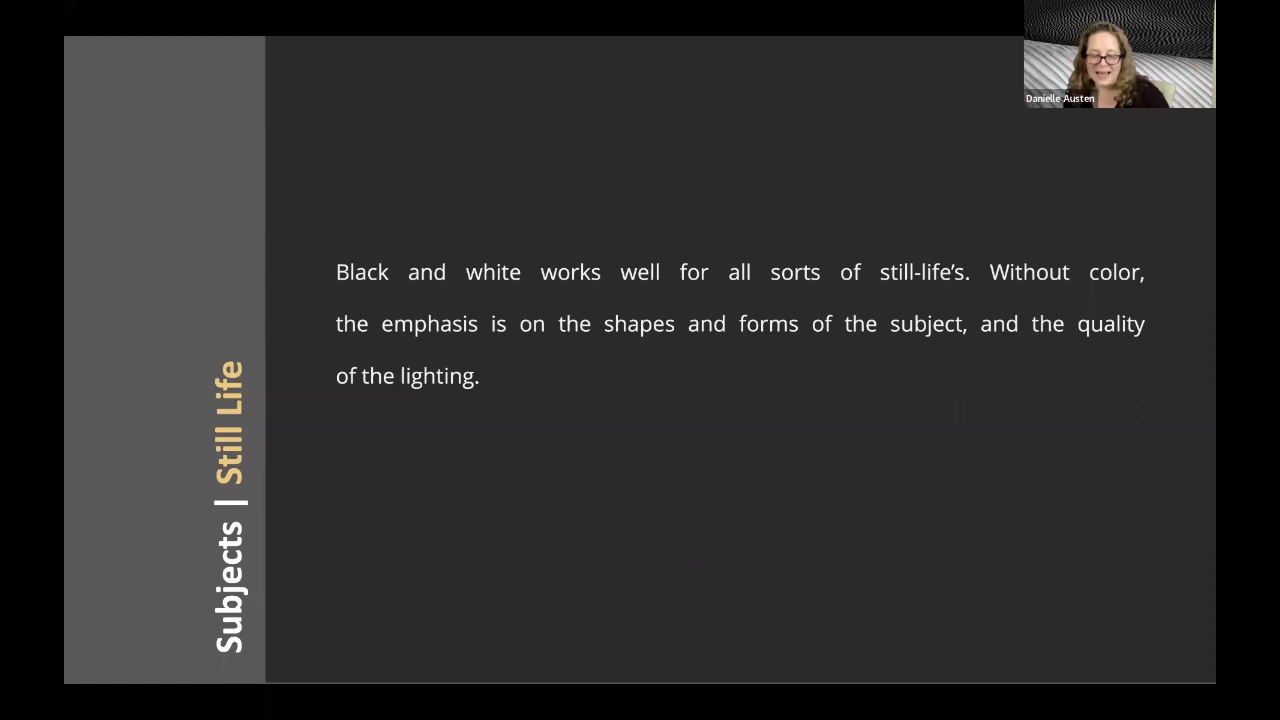 Danielle Austen
Black and white works well for all sorts of still-life’s. Without color,
the emphasis is on the shapes and forms of the subject, and the quality
of the lighting.
Subjects | Still Life